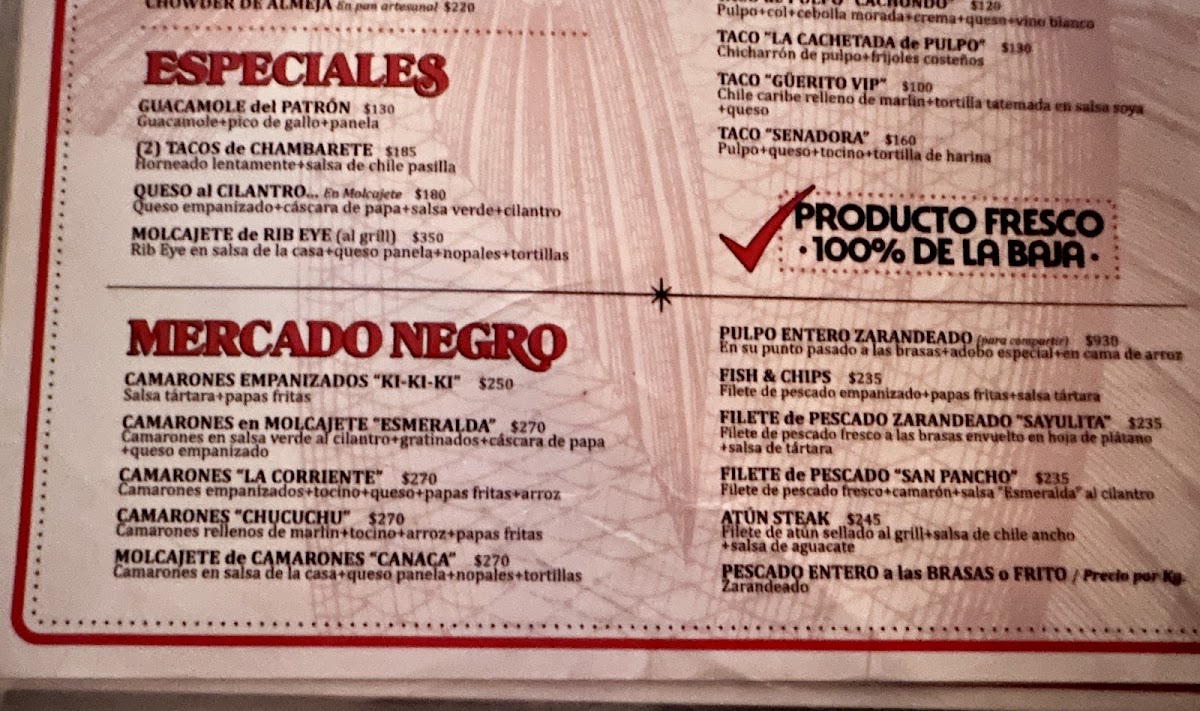 CHOWDER DE ALMEJA En pan artesanal $220
ESPECIALES
GUACAMOLE del PATRÓN $130
Guacamole+pico de gallo+panela
(2) TACOS de CHAMBARETE $185
Horneado lentamente+salsa de chile pasilla
QUESO al CILANTRO... En Molcajete $180
Queso empanizado+cáscara de papa+salsa verde+cilantro
MOLCAJETE de RIB EYE (al grill) $350
Rib Eye en salsa de la casa+queso panela+nopales+tortillas
"CACHONDO" $120
Pulpo+col+cebolla morada+crema+queso+vino blanco
TACO "LA CACHETADA de PULPO" $130
Chicharrón de pulpo+frijoles costeños
TACO "GÜERITO VIP" $100
Chile caribe relleno de marlin+tortilla tatemada en salsa soya
+queso
TACO "SENADORA" $160
Pulpo+queso+tocino+tortilla de harina
PRODUCTO FRESCO
·100% DE LA BAJA·
MERCADO NEGRO
CAMARONES EMPANIZADOS "KI-KI-KI" $250
Salsa tártara+papas fritas
CAMARONES en MOLCAJETE "ESMERALDA" $270
Camarones en salsa verde al cilantro+gratinados+cáscara de papa
+queso empanizado
CAMARONES "LA CORRIENTE" $270
Camarones empanizados+tocino+queso+papas fritas+arroz
CAMARONES "CHUCUCHU" $270
Camarones rellenos de marlin+tocino+arroz+papas fritas
MOLCAJETE de CAMARONES "CANACA" $270
Camarones en salsa de la casa+queso panela+nopales+tortillas
PULPO ENTERO ZARANDEADO (para compartir) $930
En su punto pasado a las brasas+adobo especial+en cama de arroz
FISH & CHIPS $235
Filete de pescado empanizado+papas fritas+salsa tártara
FILETE de PESCADO ZARANDEADO "SAYULITA" $235
Filete de pescado fresco a las brasas envuelto en hoja de plátano
+salsa de tártara
FILETE de PESCADO "SAN PANCHO" $235
Filete de pescado fresco+camarón+salsa "Esmeralda" al cilantro
ATÚN STEAK $245
Filete de atún sellado al grill+salsa de chile ancho
+salsa de aguacate
PESCADO ENTERO a las BRASAS o FRITO / Precio por Kg.
Zarandeado